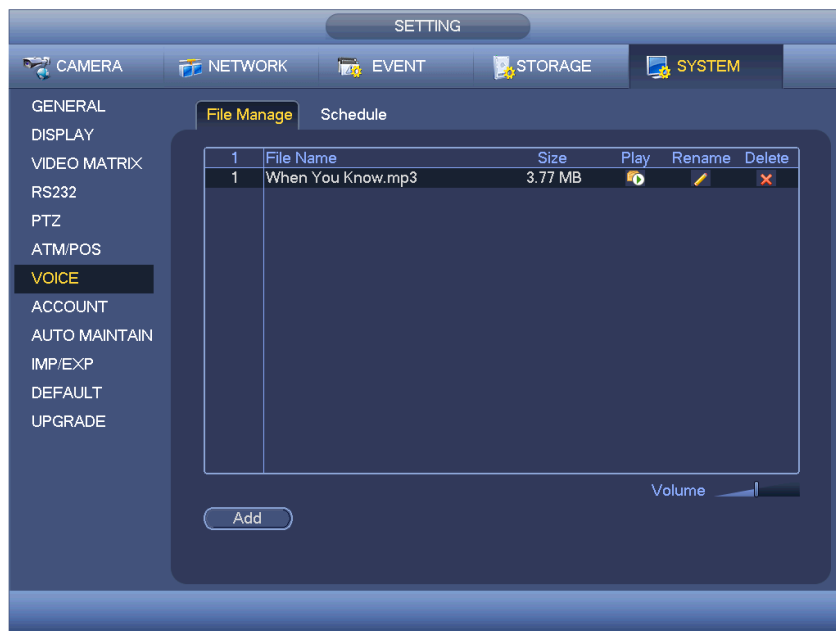 SETTING
CAMERA NETWORK EVENT STORAGE SYSTEM
GENERAL
DISPLAY
VIDEO MATRIX
RS232
PTZ
ATM/POS
VOICE
ACCOUNT
AUTO MAINTAIN
IMP/EXP
DEFAULT
UPGRADE
File Manage Schedule
1 File Name Size Play Rename Delete
1 When You Know.mp3 3.77 MB
Volume
Add